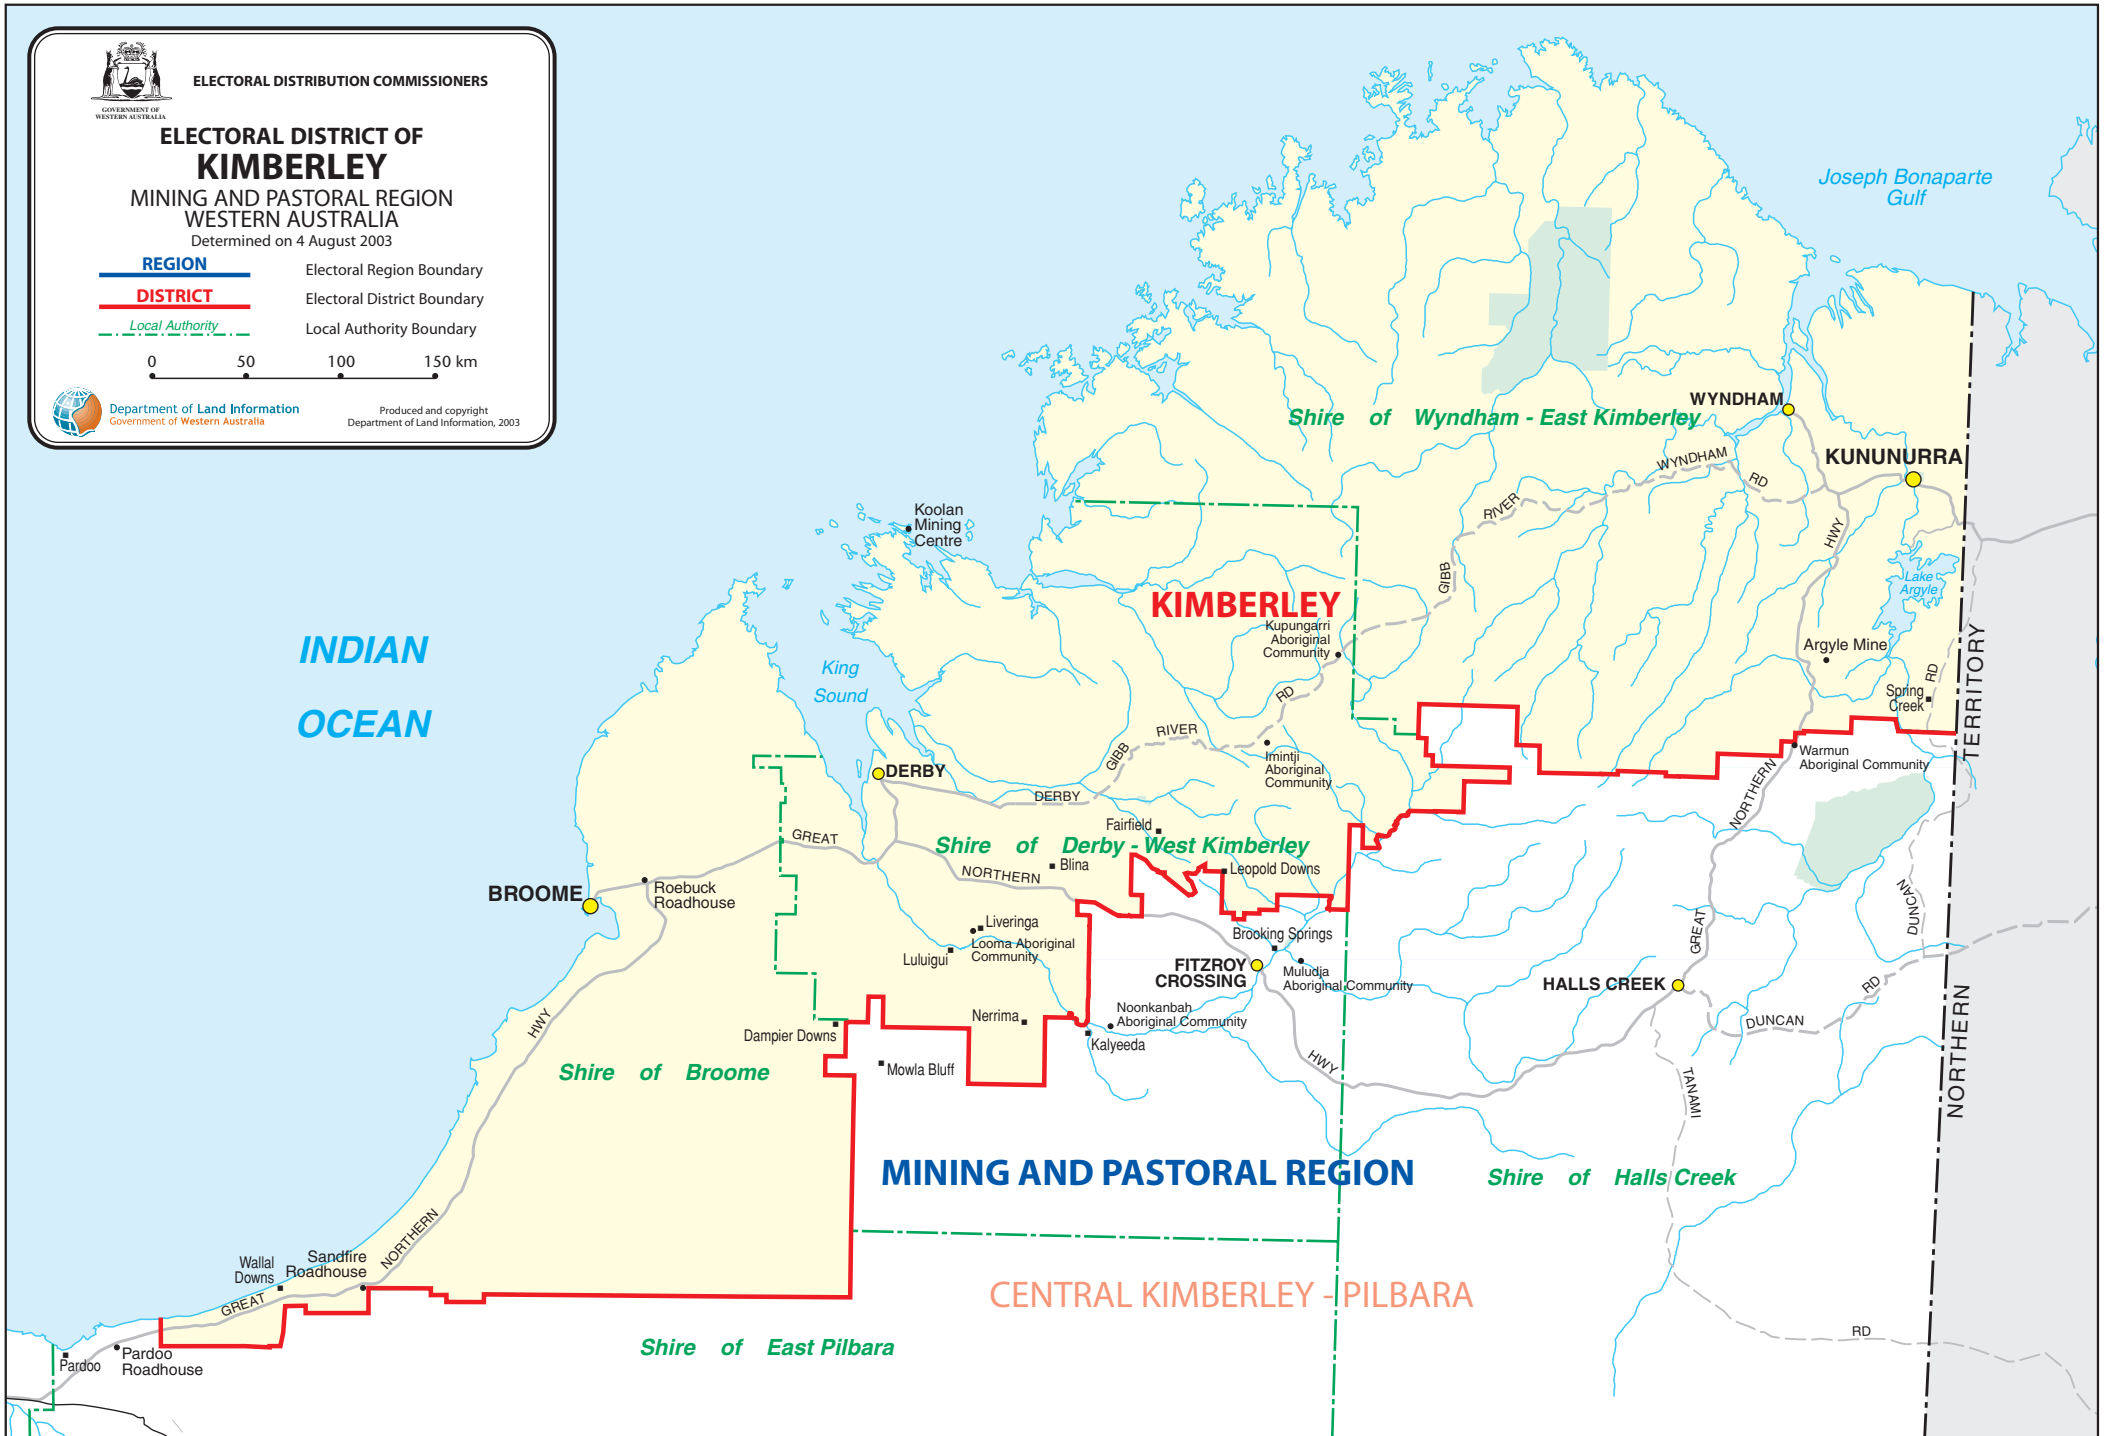 GOVERNMENT OF
WESTERN AUSTRALIA
ELECTORAL DISTRIBUTION COMMISSIONERS
ELECTORAL DISTRICT OF
KIMBERLEY
MINING AND PASTORAL REGION
WESTERN AUSTRALIA
Determined on 4 August 2003
REGION
Electoral Region Boundary
DISTRICT
Electoral District Boundary
Local Authority
Local Authority Boundary
0 50 100 150 km
Department of Land Information
Government of Western Australia
Produced and copyright
Department of Land Information, 2003
Joseph Bonaparte
Gulf
WYNDHAM
Shire of Wyndham - East Kimberley
KUNUNURRA
WYNDHAM
RD
RIVER
GIBB
HWY
Koolan
Mining
Centre
Lake
Argyle
KIMBERLEY
Kupungarri
Aboriginal
Community
INDIAN
OCEAN
King
Sound
Argyle Mine
RD
Spring
Creek
TERRITORY
RD
RIVER
GIBB
DERBY
Imintji
Aboriginal
Community
Warmun
Aboriginal Community
NORTHERN
DERBY
Fairfield
GREAT
Shire of Derby - West Kimberley
Blina
Leopold Downs
NORTHERN
BROOME
Roebuck
Roadhouse
Liveringa
Looma Aboriginal
Community
Luluigui
Brooking Springs
FITZROY
CROSSING
Muludja
Aboriginal Community
GREAT
DUNCAN
HALLS CREEK
RD
DUNCAN
Noonkanbah
Aboriginal Community
Nerrima
Dampier Downs
Kalyeeda
Mowla Bluff
HWY
HWY
Shire of Broome
TANAMI
NORTHERN
MINING AND PASTORAL REGION
Shire of Halls Creek
NORTHERN
Wallal
Downs
Sandfire
Roadhouse
GREAT
CENTRAL KIMBERLEY - PILBARA
Shire of East Pilbara
RD
Pardoo
Pardoo
Roadhouse